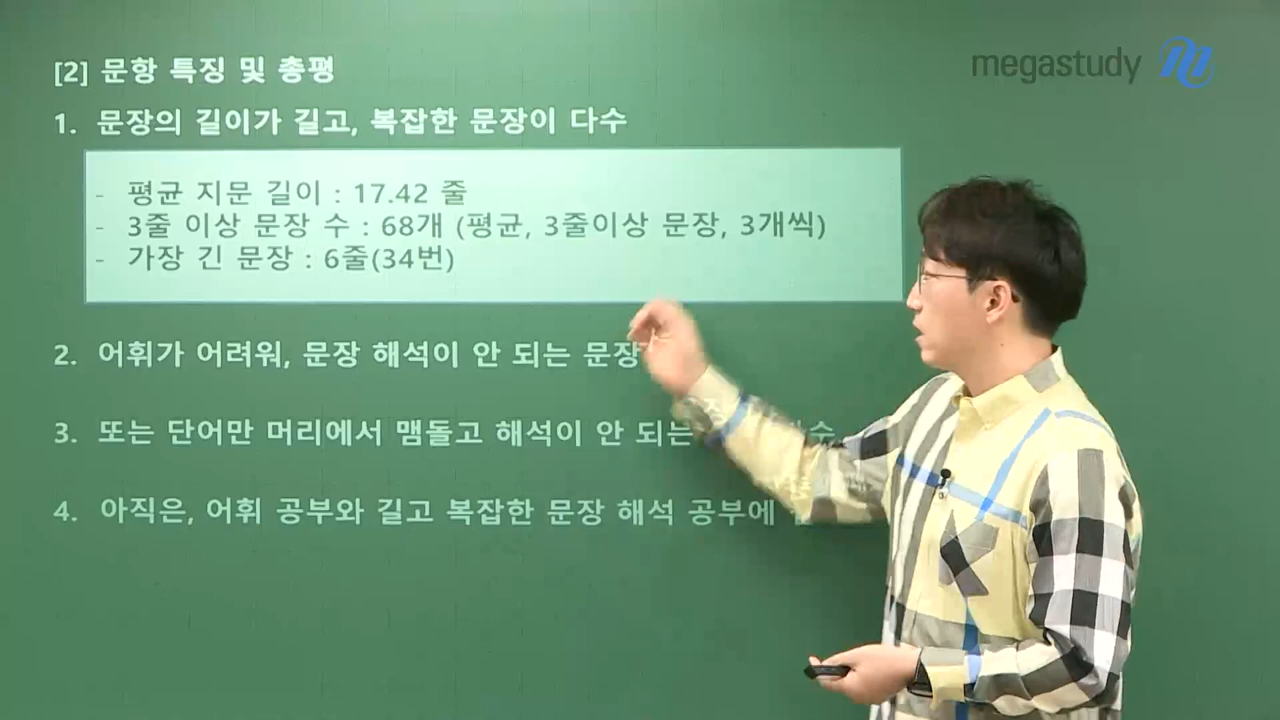 [2] 문항 특징 및 총평
megastudy
1. 문장의 길이가 길고, 복잡한 문장이 다수
- 평균 지문 길이 : 17.42 줄
- 3줄 이상 문장 수 : 68개 (평균, 3줄이상 문장, 3개씩)
- 가장 긴 문장 : 6줄(34번)
2. 어휘가 어려워, 문장 해석이 안 되는 문장
3. 또는 단어만 머리에서 맴돌고 해석이 안 되는
4. 아직은, 어휘 공부와 길고 복잡한 문장 해석 공부에